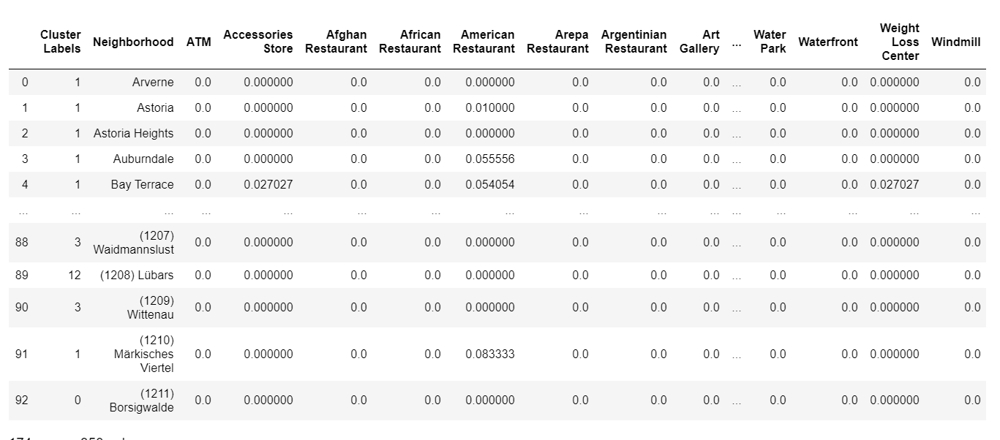 Cluster Labels Neighborhood ATM Accessories Store Afghan Restaurant African Restaurant American Restaurant Arepa Restaurant Argentinian Restaurant Art Gallery ... Water Park Waterfront Weight Loss Center Windmill
0 1 Arverne 0.0 0.000000 0.0 0.0 0.000000 0.0 0.0 0.0 ... 0.0 0.0 0.000000 0.0
1 1 Astoria 0.0 0.000000 0.0 0.0 0.010000 0.0 0.0 0.0 ... 0.0 0.0 0.000000 0.0
2 1 Astoria Heights 0.0 0.000000 0.0 0.0 0.000000 0.0 0.0 0.0 ... 0.0 0.0 0.000000 0.0
3 1 Auburndale 0.0 0.000000 0.0 0.0 0.055556 0.0 0.0 0.0 ... 0.0 0.0 0.000000 0.0
4 1 Bay Terrace 0.0 0.027027 0.0 0.0 0.054054 0.0 0.0 0.0 ... 0.0 0.0 0.027027 0.0
... ... ... ... ... ... ... ... ... ... ... ... ... ... ... ...
88 3 (1207) Waidmannslust 0.0 0.000000 0.0 0.0 0.000000 0.0 0.0 0.0 ... 0.0 0.0 0.000000 0.0
89 12 (1208) Lübars 0.0 0.000000 0.0 0.0 0.000000 0.0 0.0 0.0 ... 0.0 0.0 0.000000 0.0
90 3 (1209) Wittenau 0.0 0.000000 0.0 0.0 0.000000 0.0 0.0 0.0 ... 0.0 0.0 0.000000 0.0
91 1 (1210) Märkisches Viertel 0.0 0.000000 0.0 0.0 0.083333 0.0 0.0 0.0 ... 0.0 0.0 0.000000 0.0
92 0 (1211) Borsigwalde 0.0 0.000000 0.0 0.0 0.000000 0.0 0.0 0.0 ... 0.0 0.0 0.000000 0.0